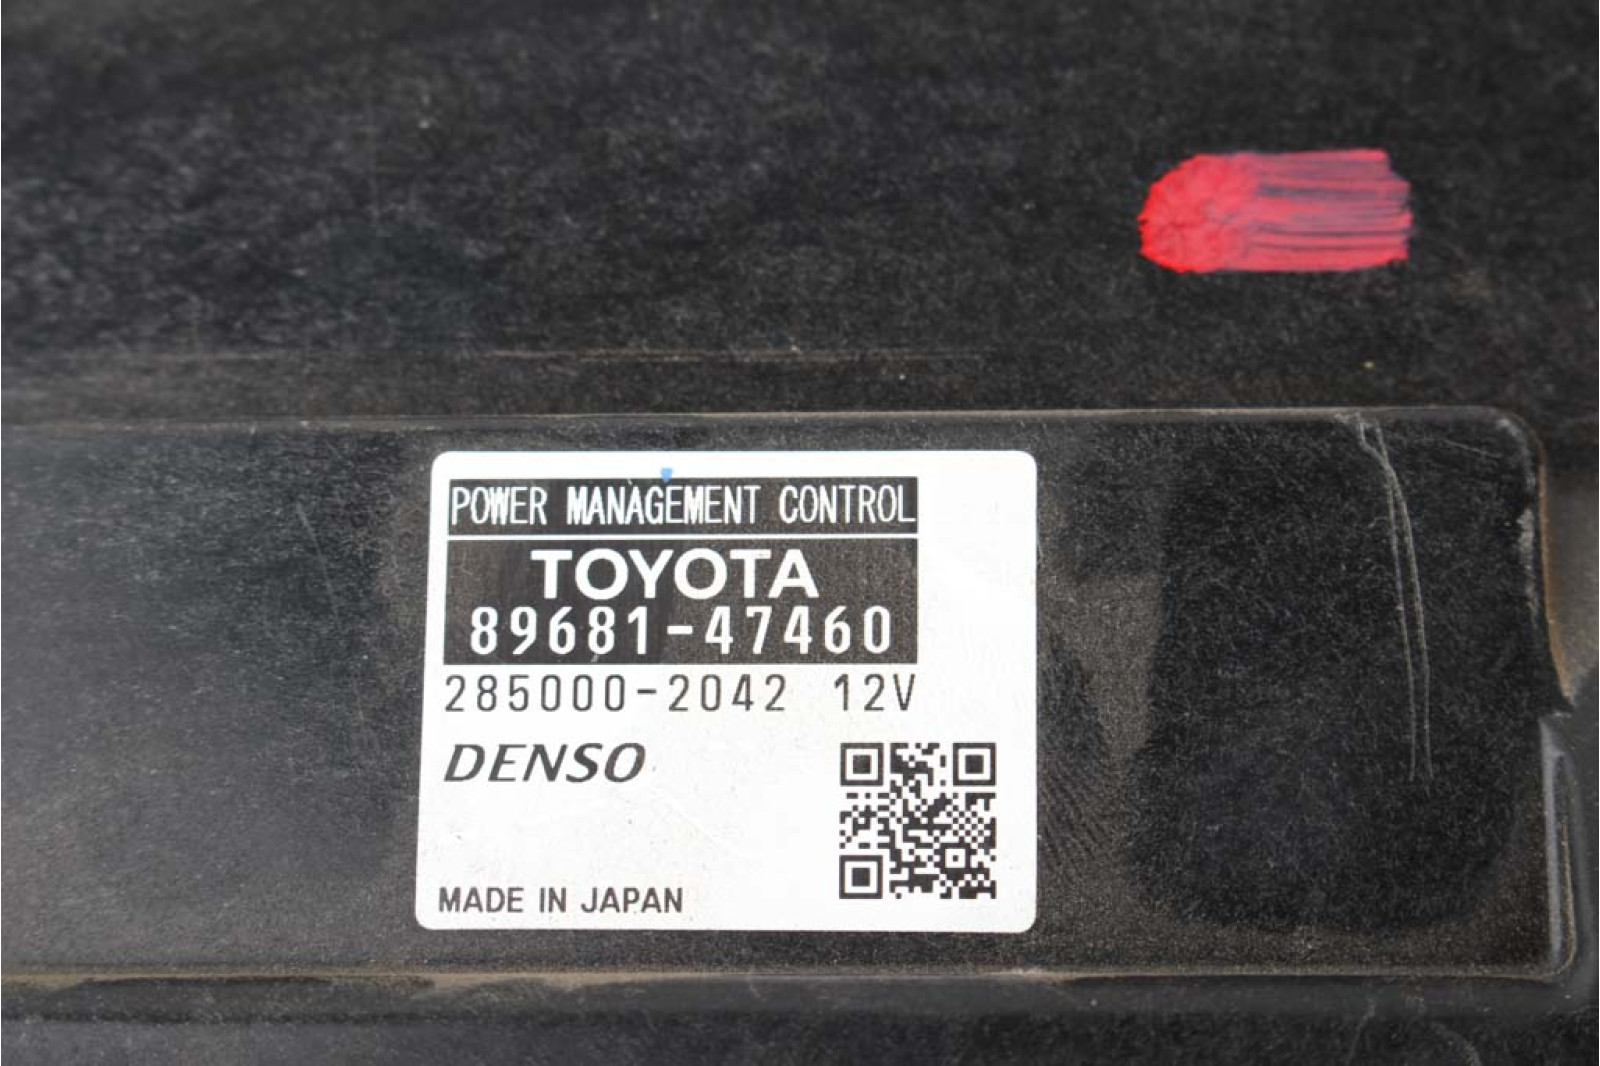 POWER MANAGEMENT CONTROL
TOYOTA
89681-47460
285000-2042 12V
DENSO
MADE IN JAPAN